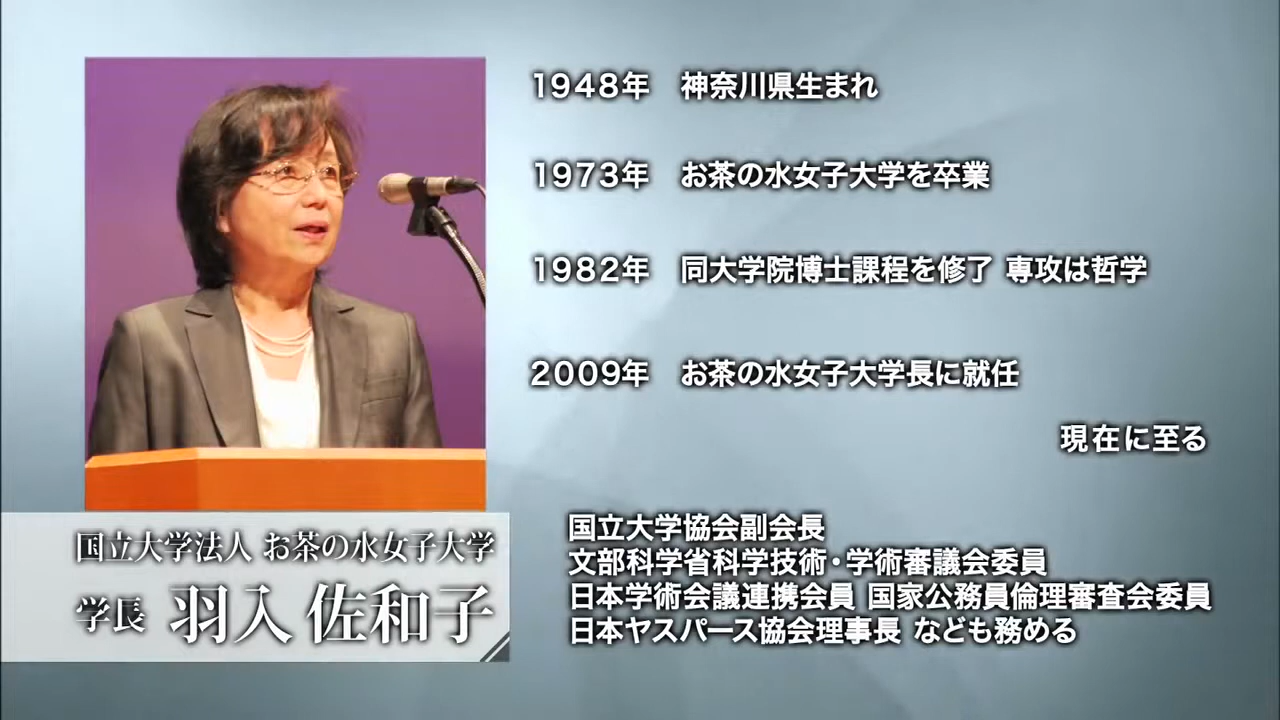 1948年 神奈川県生まれ
1973年 お茶の水女子大学を卒業
1982年 同大学院博士課程を修了 専攻は哲学
2009年 お茶の水女子大学長に就任
現在に至る
国立大学法人 お茶の水女子大学
学長 羽入 佐和子
国立大学協会副会長
文部科学省科学技術・学術審議会委員
日本学術会議連携会員 国家公務員倫理審査会委員
日本ヤスパース協会理事長 なども務める